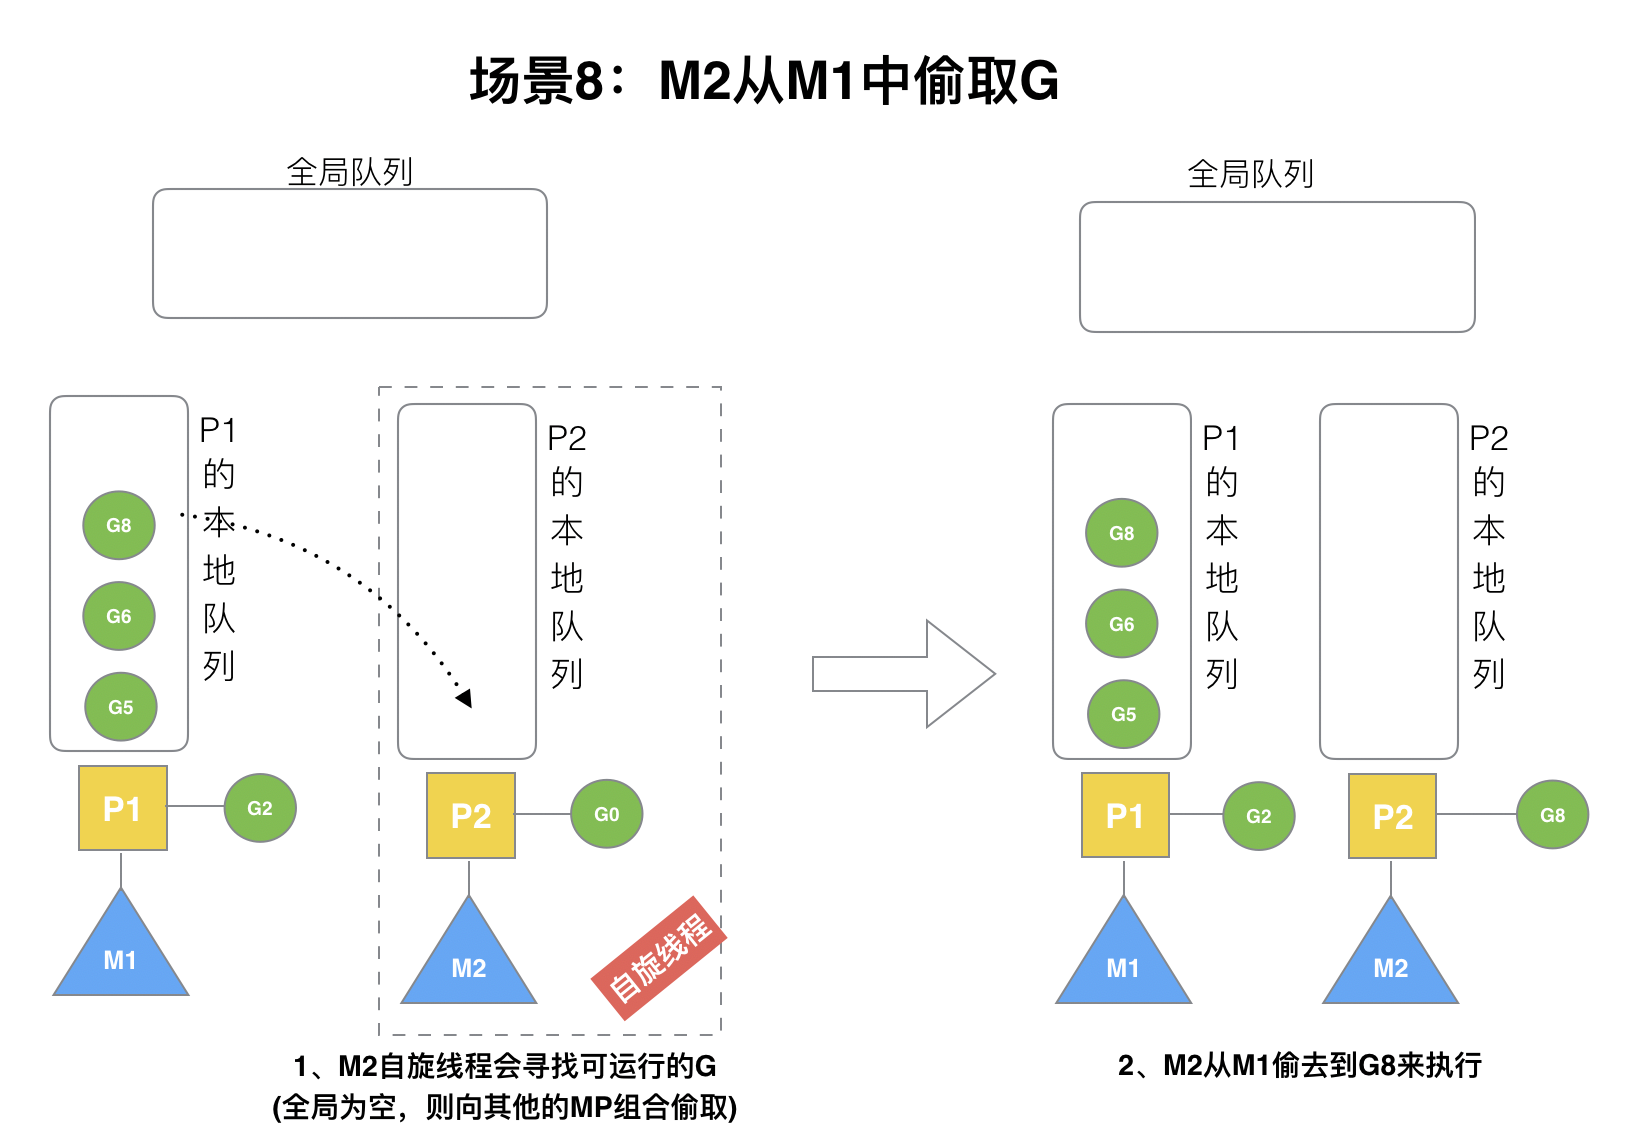 场景8：M2从M1中偷取G
全局队列
全局队列
P1的本地队列
G8
G6
G5
P1
G2
M1
P2的本地队列
P2
G0
M2
自旋线程
1、M2自旋线程会寻找可运行的G
(全局为空，则向其他的MP组合偷取)
P1的本地队列
G8
G6
G5
P1
G2
M1
P2的本地队列
P2
G8
M2
2、M2从M1偷去到G8来执行